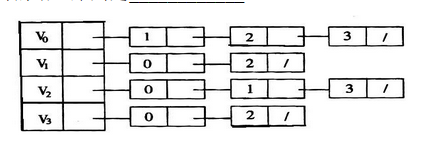 V₀ 1 2 3 /
V₁ 0 2 /
V₂ 0 1 3 /
V₃ 0 2 /